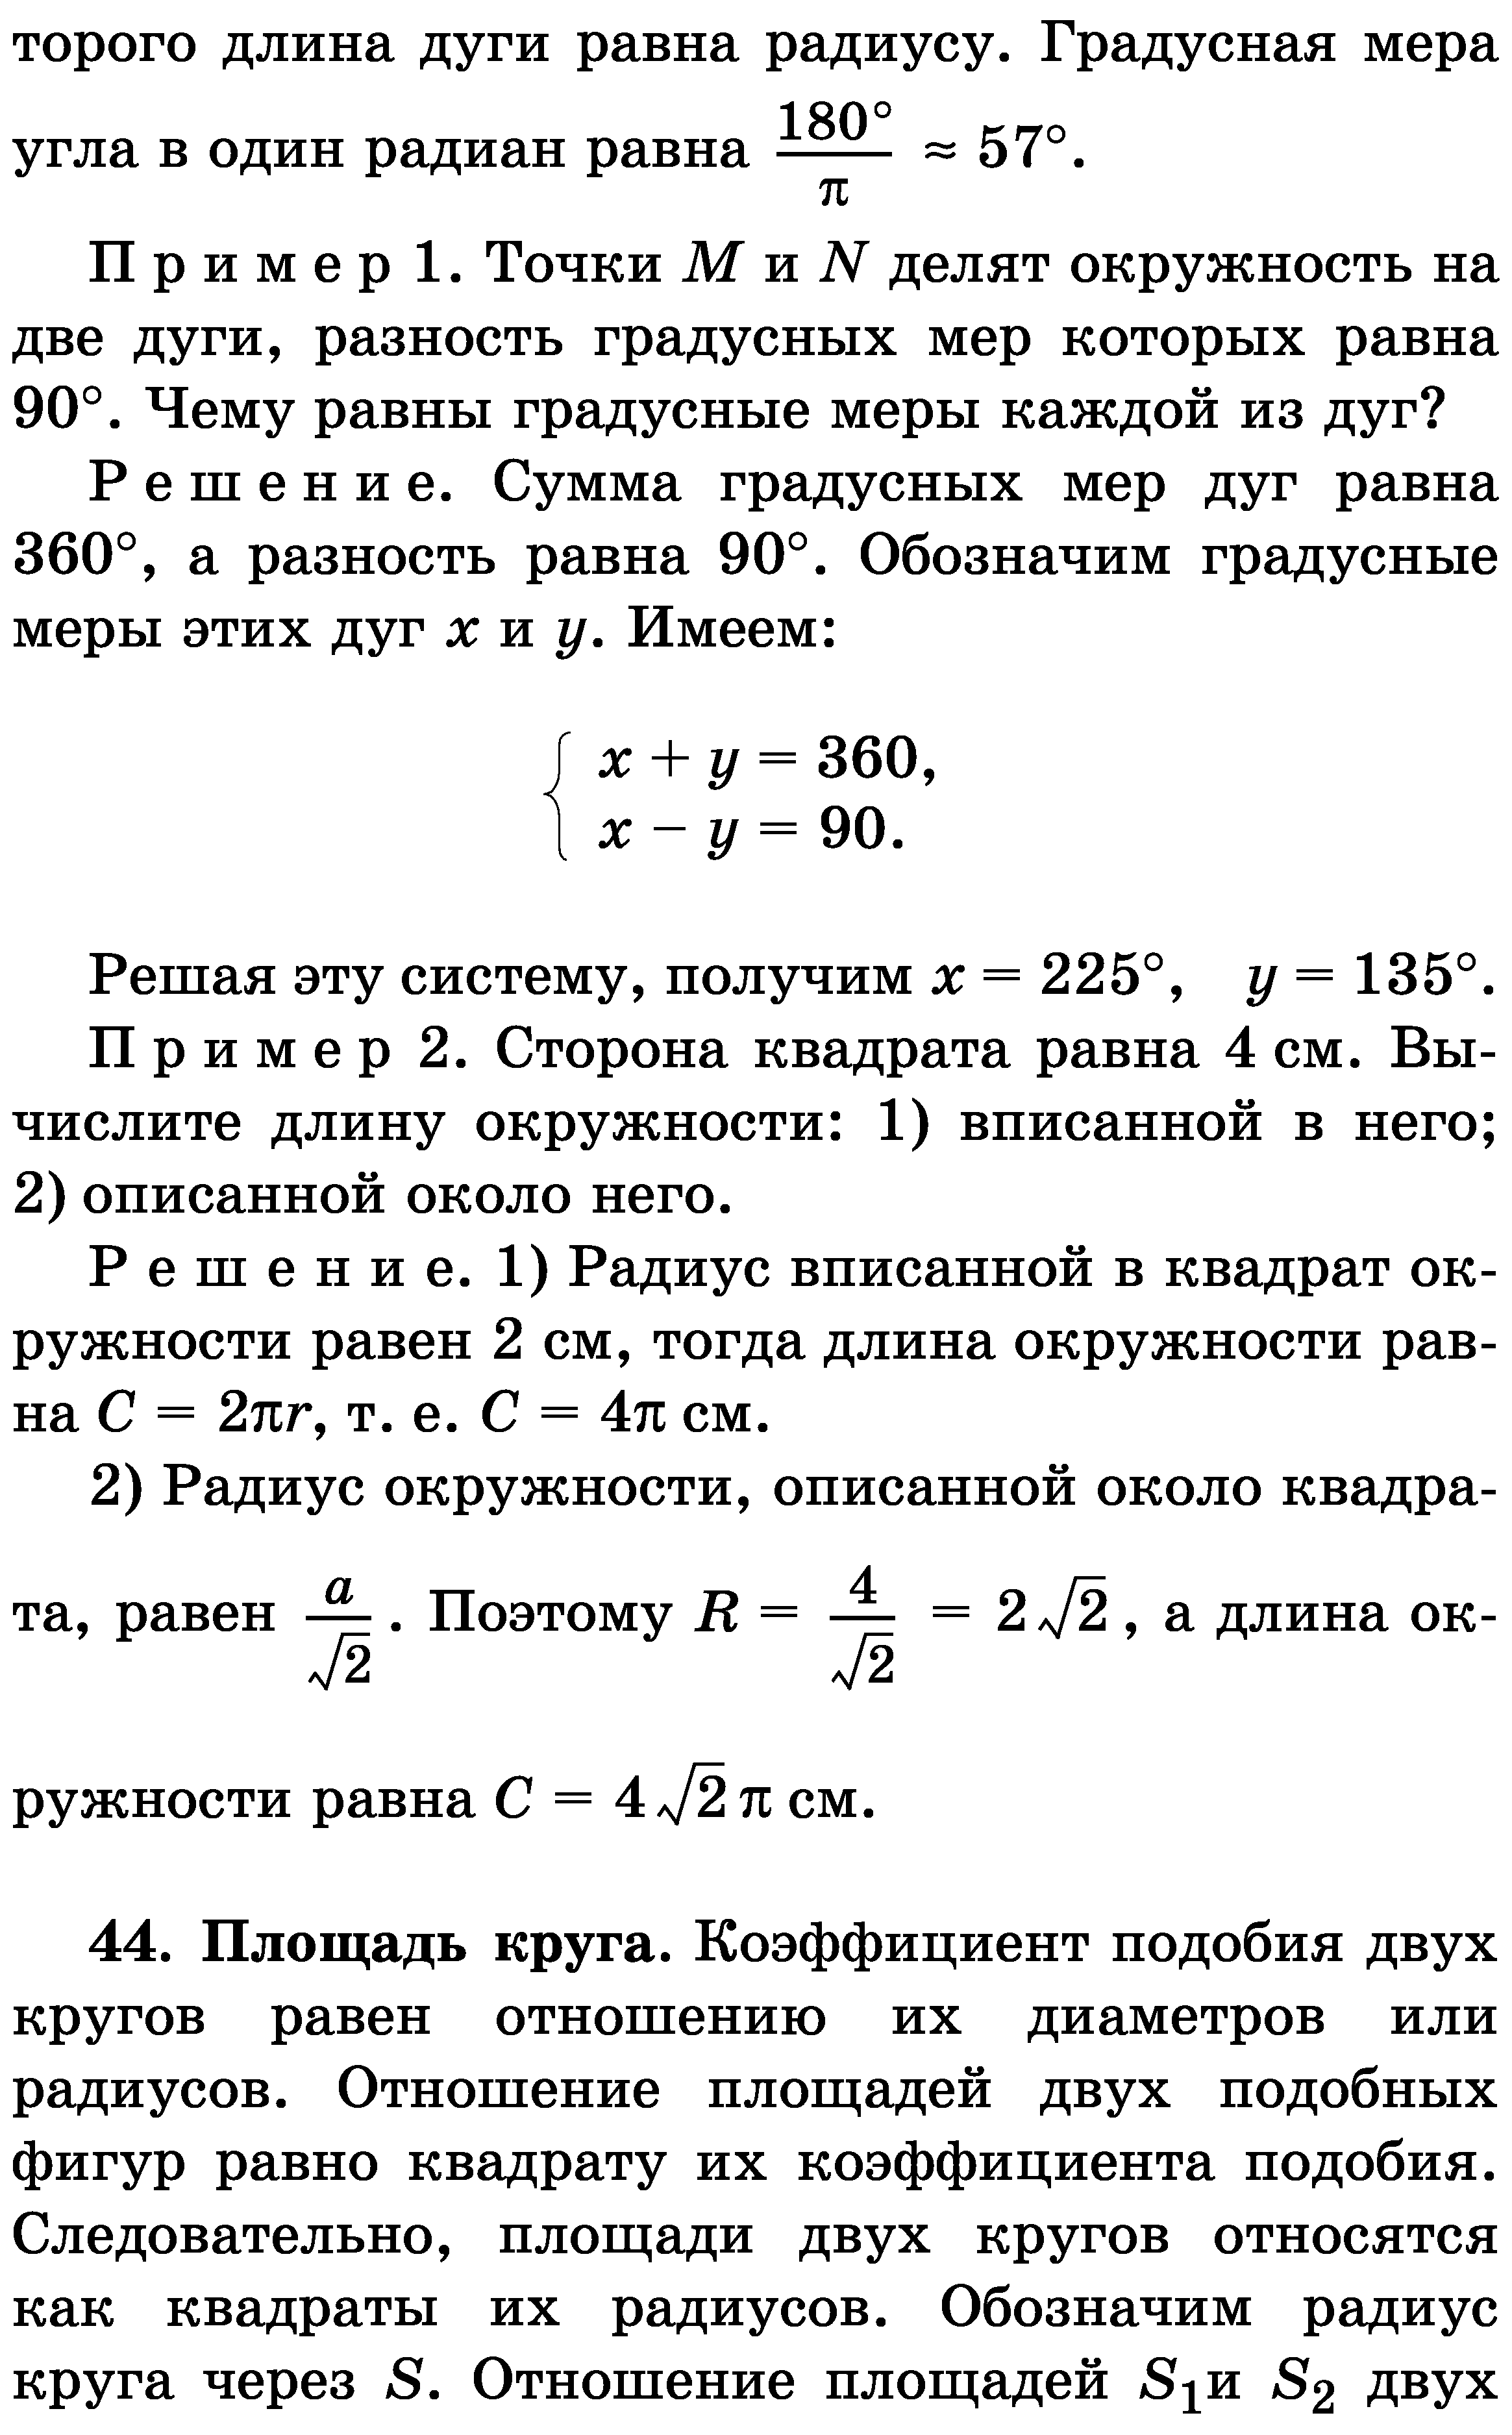 торого длина дуги равна радиусу. Градусная мера
угла в один радиан равна 180°/π ≈ 57°.
Пример 1. Точки M и N делят окружность на
две дуги, разность градусных мер которых равна
90°. Чему равны градусные меры каждой из дуг?
Решение. Сумма градусных мер дуг равна
360°, а разность равна 90°. Обозначим градусные
меры этих дуг x и y. Имеем:
x + y = 360,
x − y = 90.
Решая эту систему, получим x = 225°, y = 135°.
Пример 2. Сторона квадрата равна 4 см. Вы-
числите длину окружности: 1) вписанной в него;
2) описанной около него.
Решение. 1) Радиус вписанной в квадрат ок-
ружности равен 2 см, тогда длина окружности рав-
на C = 2πr, т. е. C = 4π см.
2) Радиус окружности, описанной около квадра-
та, равен a/√2. Поэтому R = 4/√2 = 2√2, а длина ок-
ружности равна C = 4√2π см.
44. Площадь круга. Коэффициент подобия двух
кругов равен отношению их диаметров или
радиусов. Отношение площадей двух подобных
фигур равно квадрату их коэффициента подобия.
Следовательно, площади двух кругов относятся
как квадраты их радиусов. Обозначим радиус
круга через S. Отношение площадей S₁и S₂ двух